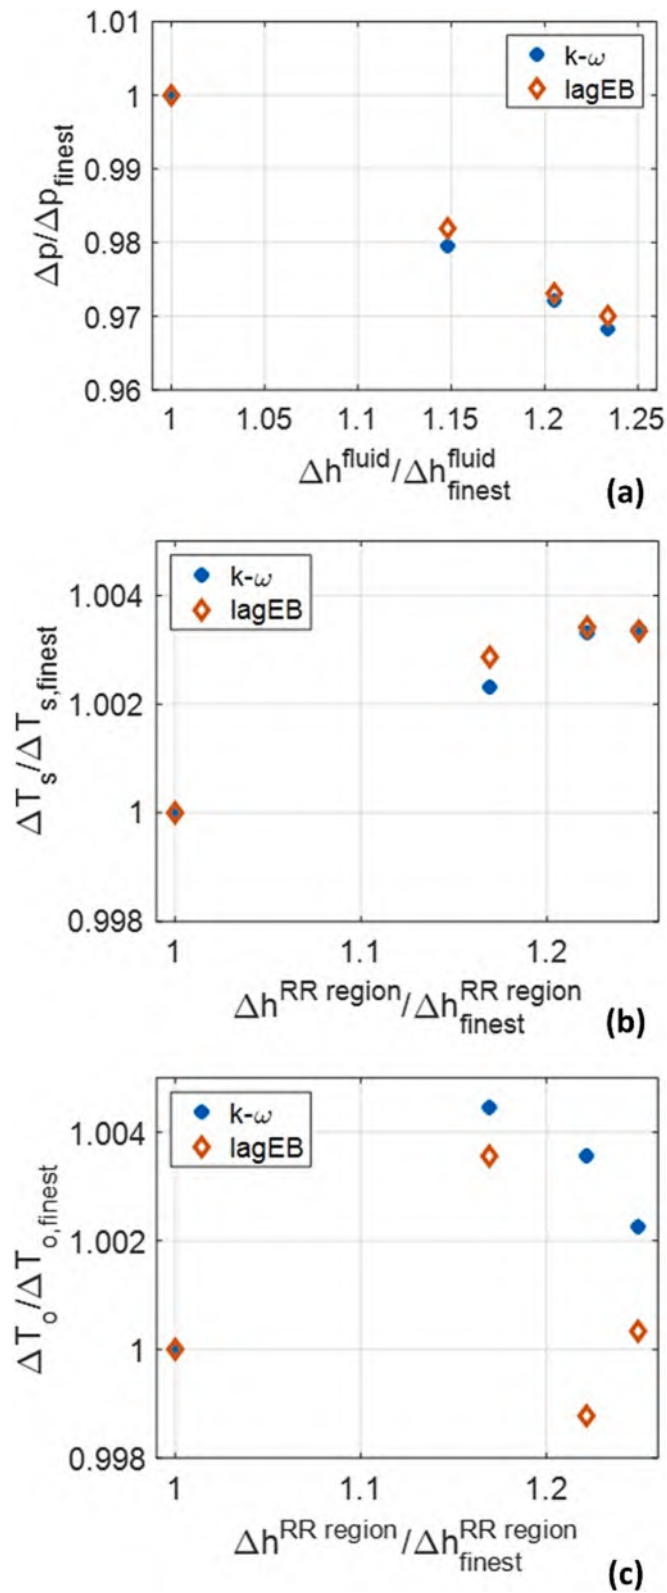 1.01
1
0.99
0.98
0.97
0.96
Δp/Δp_finest
k-ω
lagEB
1 1.05 1.1 1.15 1.2 1.25
Δh^fluid/Δh^fluid_finest
(a)
1.004
1.002
1
0.998
ΔT_s/ΔT_s,finest
k-ω
lagEB
1 1.1 1.2
Δh^RR region/Δh^RR region_finest
(b)
1.004
1.002
1
0.998
ΔT_o/ΔT_o,finest
k-ω
lagEB
1 1.1 1.2
Δh^RR region/Δh^RR region_finest
(c)